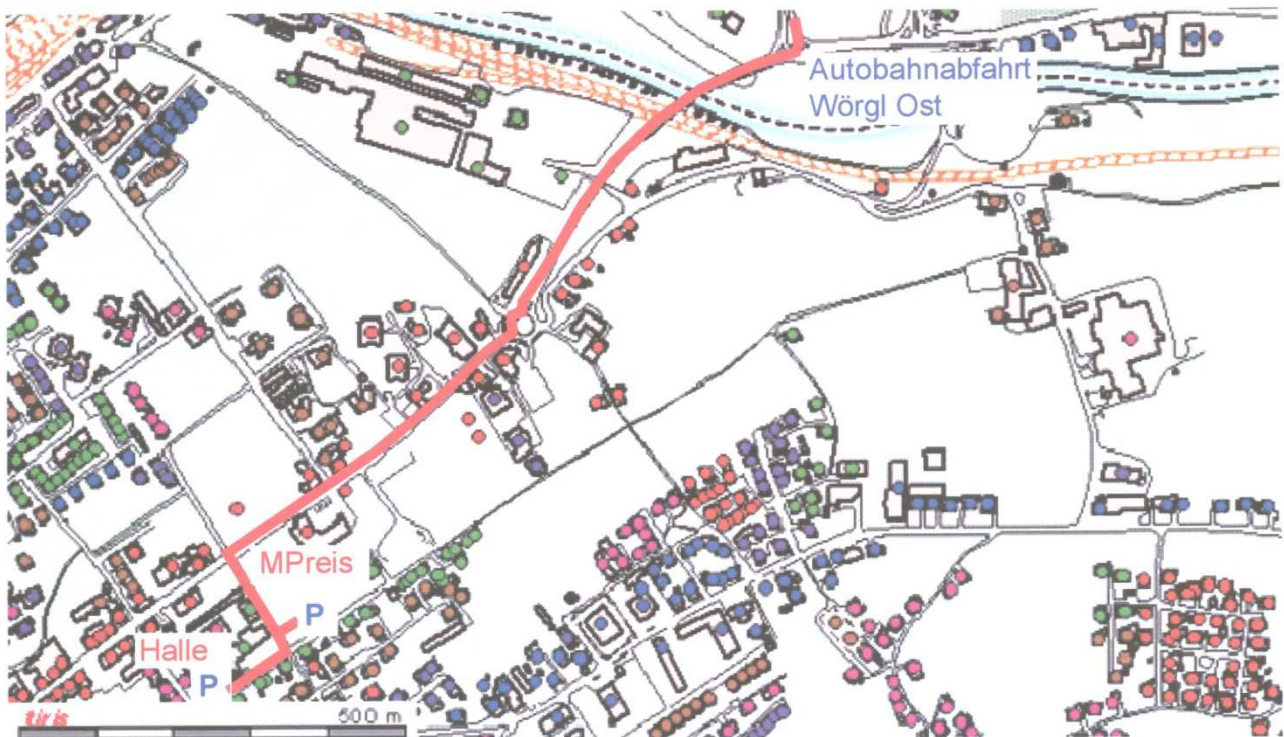 Autobahnabfahrt
Wörgl Ost
MPreis
P
Halle
P
tiris
500 m